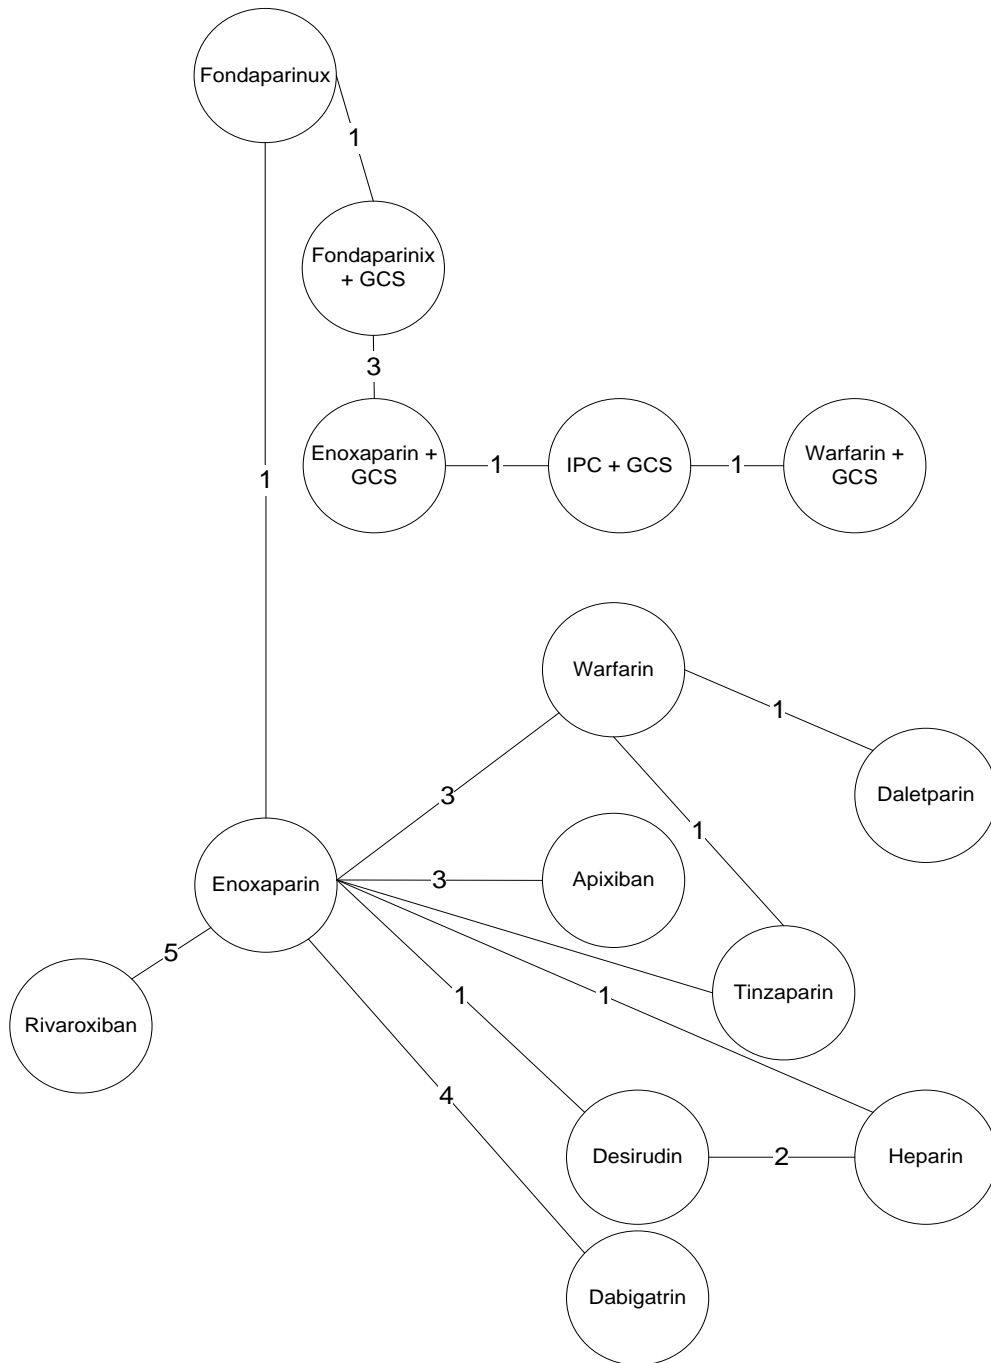 Fondaparinux
1
Fondaparinix
+ GCS
3
Enoxaparin +
GCS
1
IPC + GCS
1
Warfarin +
GCS
1
Warfarin
1
Daletparin
3
1
Enoxaparin
3
Apixiban
5
Rivaroxiban
1
1
Tinzaparin
4
Desirudin
2
Heparin
Dabigatrin